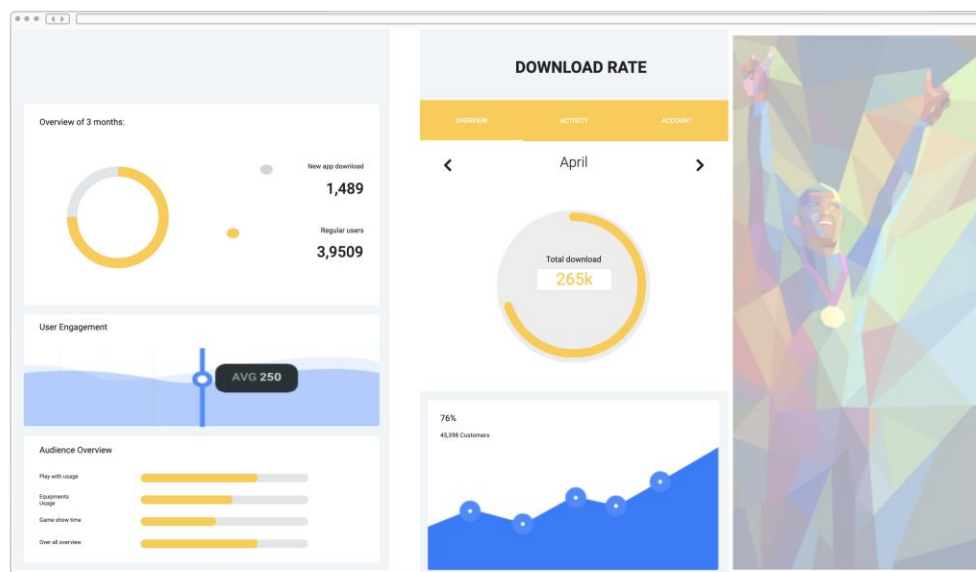 Overview of 3 months:
New app download
1,489
Regular users
3,9509
User Engagement
AVG 250
Audience Overview
Play with usage
Equipments
Usage
Game show time
Over all overview
DOWNLOAD RATE
OVERVIEW
ACTIVITY
ACCOUNT
April
Total download
265k
76%
45,398 Customers